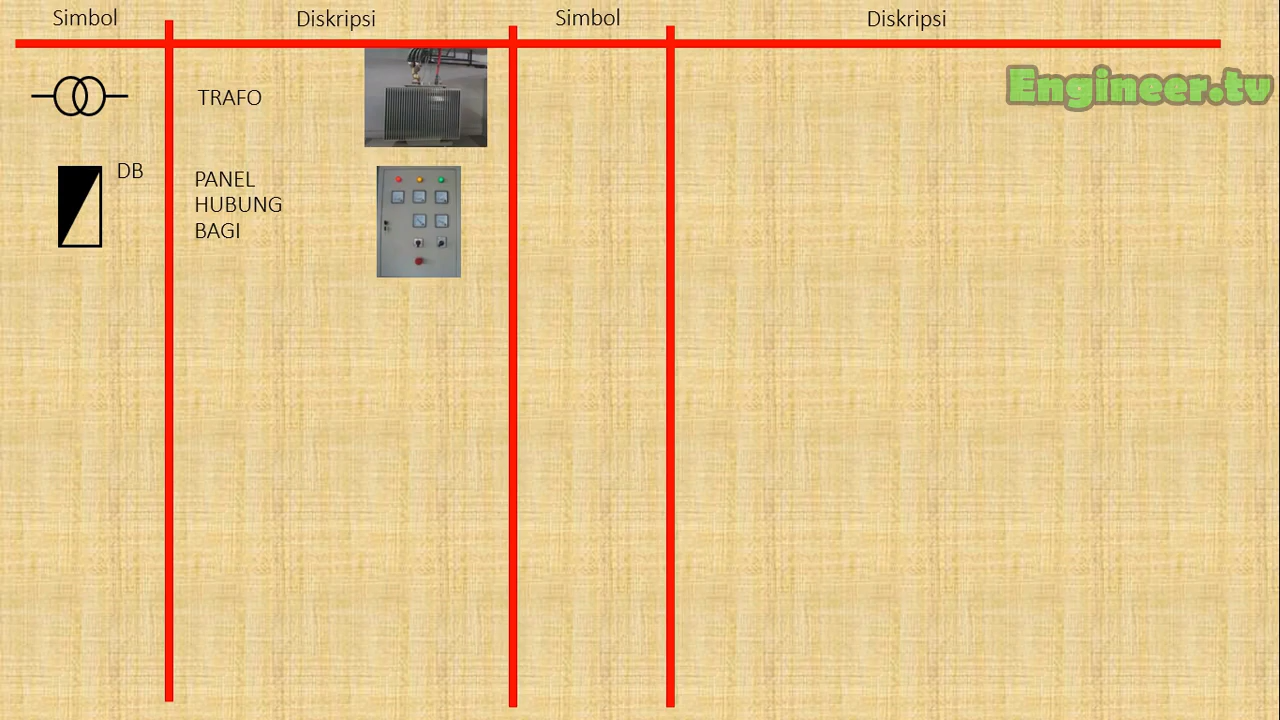 Simbol
Diskripsi
Simbol
Diskripsi
Engineer.tv
TRAFO
DB
PANEL
HUBUNG
BAGI